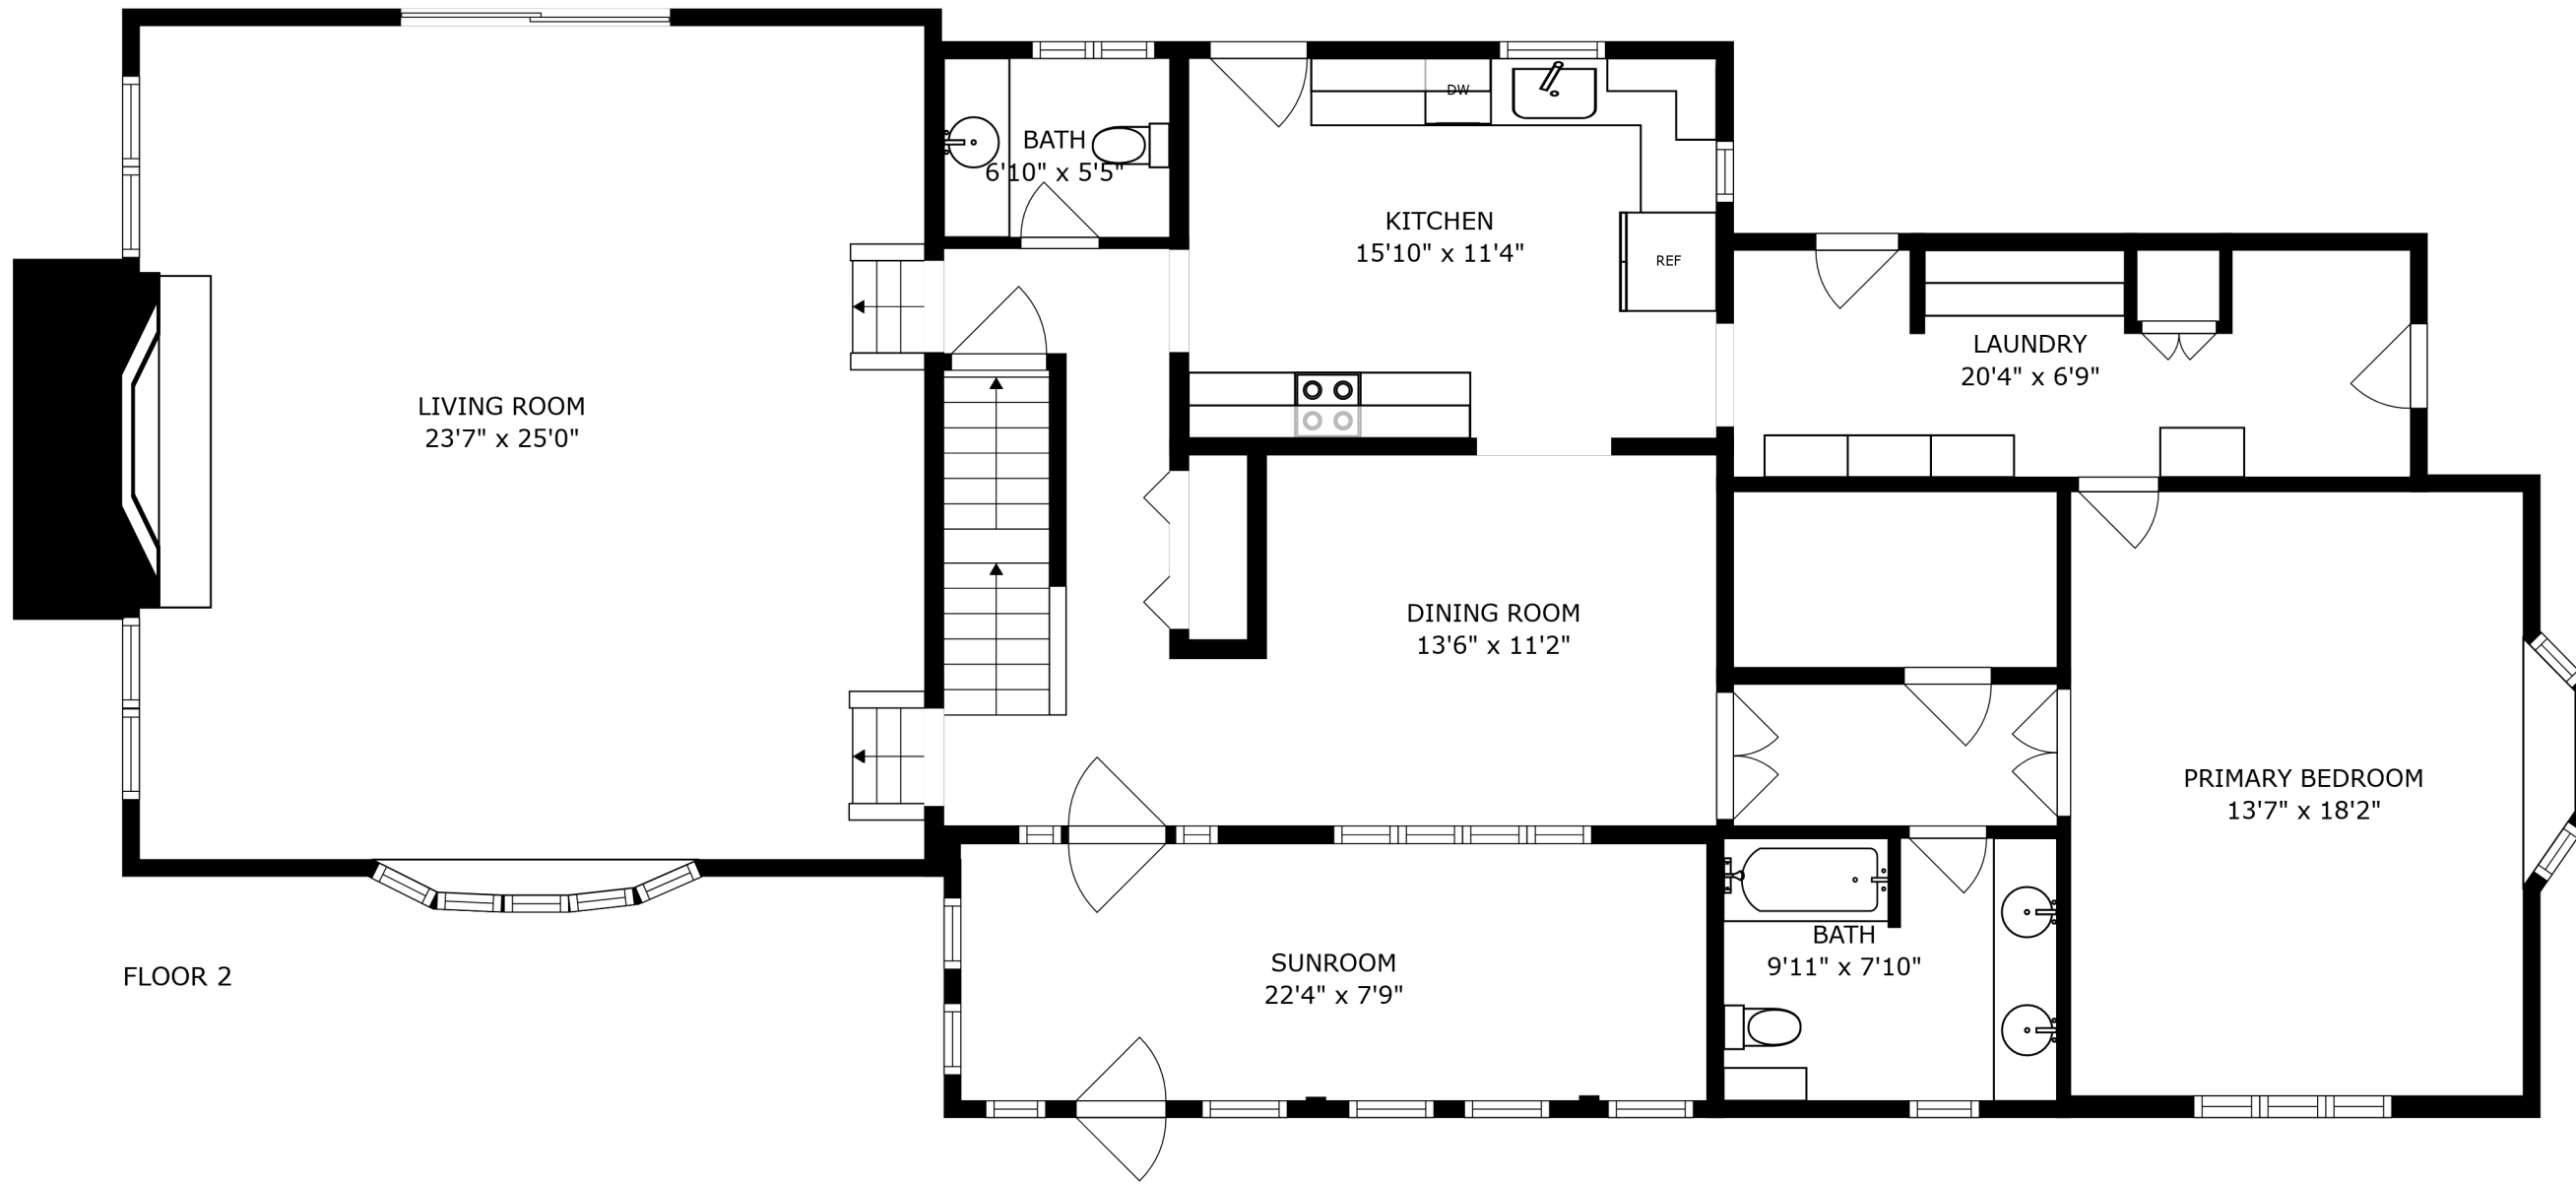 DW
BATH
6'10" x 5'5"
KITCHEN
15'10" x 11'4"
REF
LAUNDRY
20'4" x 6'9"
LIVING ROOM
23'7" x 25'0"
DINING ROOM
13'6" x 11'2"
PRIMARY BEDROOM
13'7" x 18'2"
BATH
9'11" x 7'10"
SUNROOM
22'4" x 7'9"
FLOOR 2